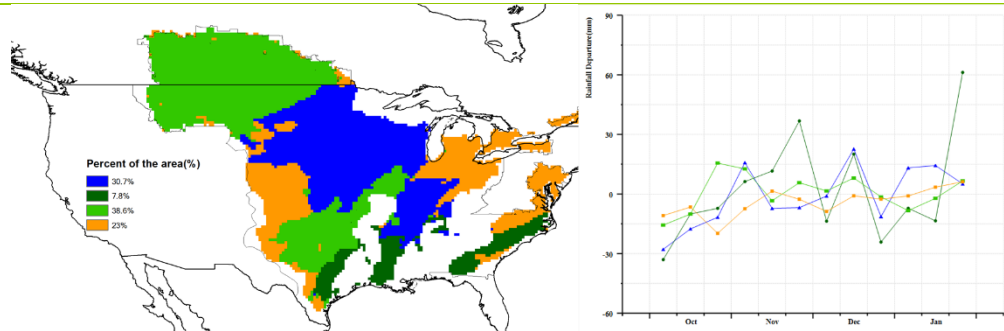 Percent of the area(%)
30.7%
7.8%
38.6%
23%
Rainfall Departure(mm)
90
60
30
0
-30
-60
Oct
Nov
Dec
Jan